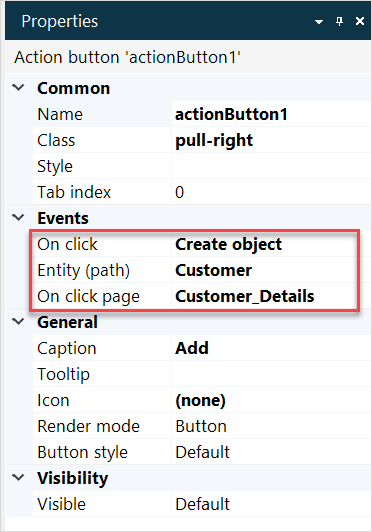 Properties
Action button 'actionButton1'
Common
Name actionButton1
Class pull-right
Style
Tab index 0
Events
On click Create object
Entity (path) Customer
On click page Customer_Details
General
Caption Add
Tooltip
Icon (none)
Render mode Button
Button style Default
Visibility
Visible Default